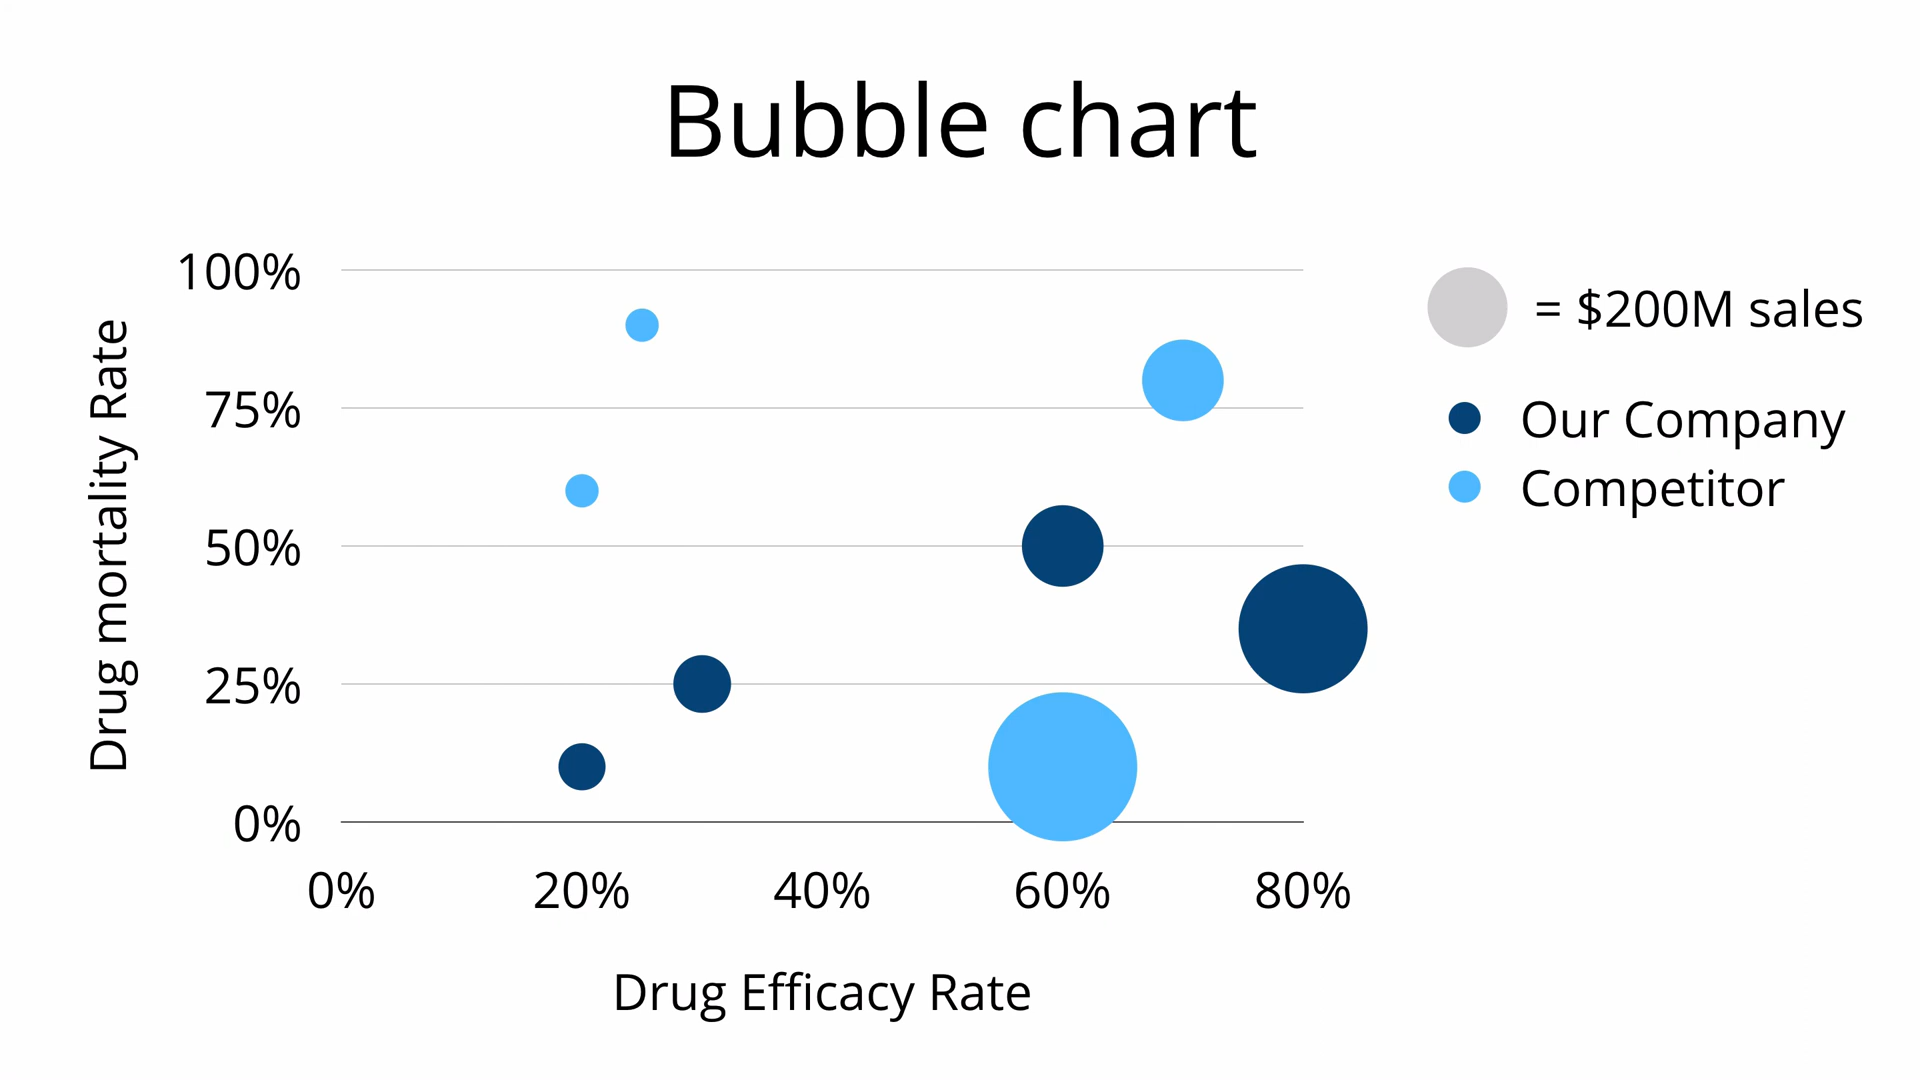 Bubble chart
100%
75%
50%
25%
0%
Drug mortality Rate
0%
20%
40%
60%
80%
Drug Efficacy Rate
= $200M sales
Our Company
Competitor